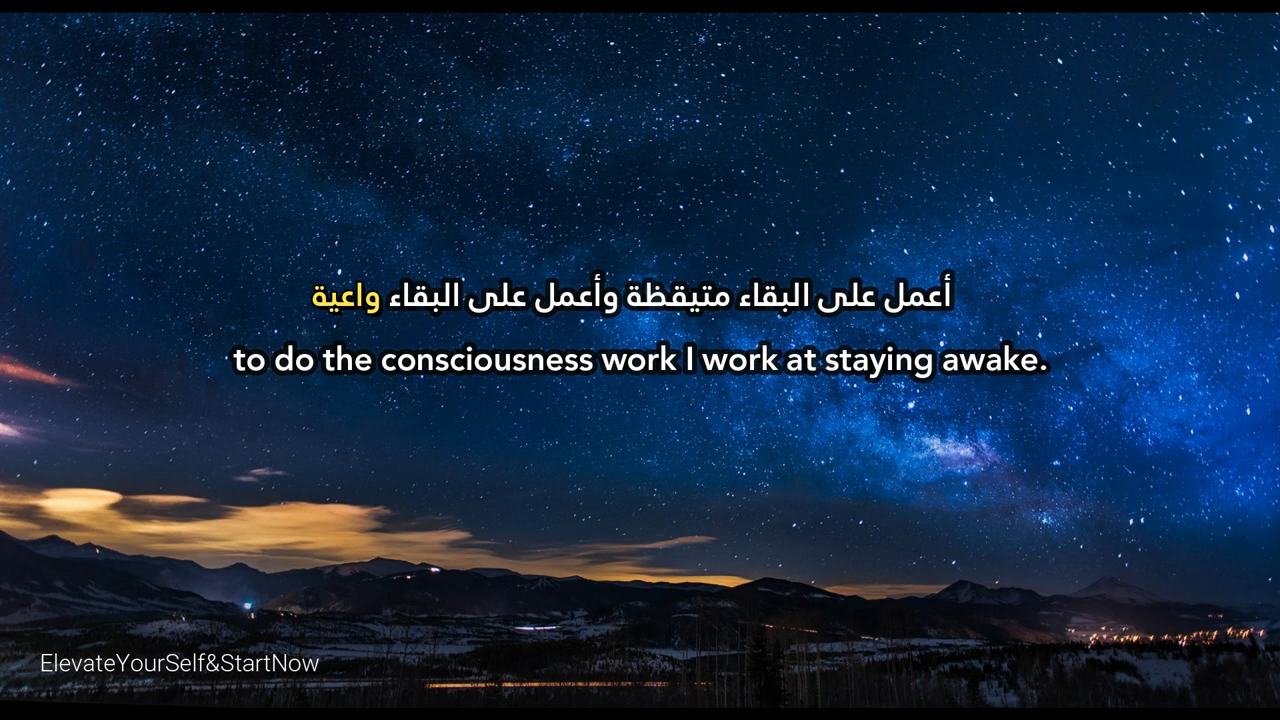 أعمل على البقاء متيقظة وأعمل على البقاء واعية
to do the consciousness work I work at staying awake.
ElevateYourSelf&StartNow